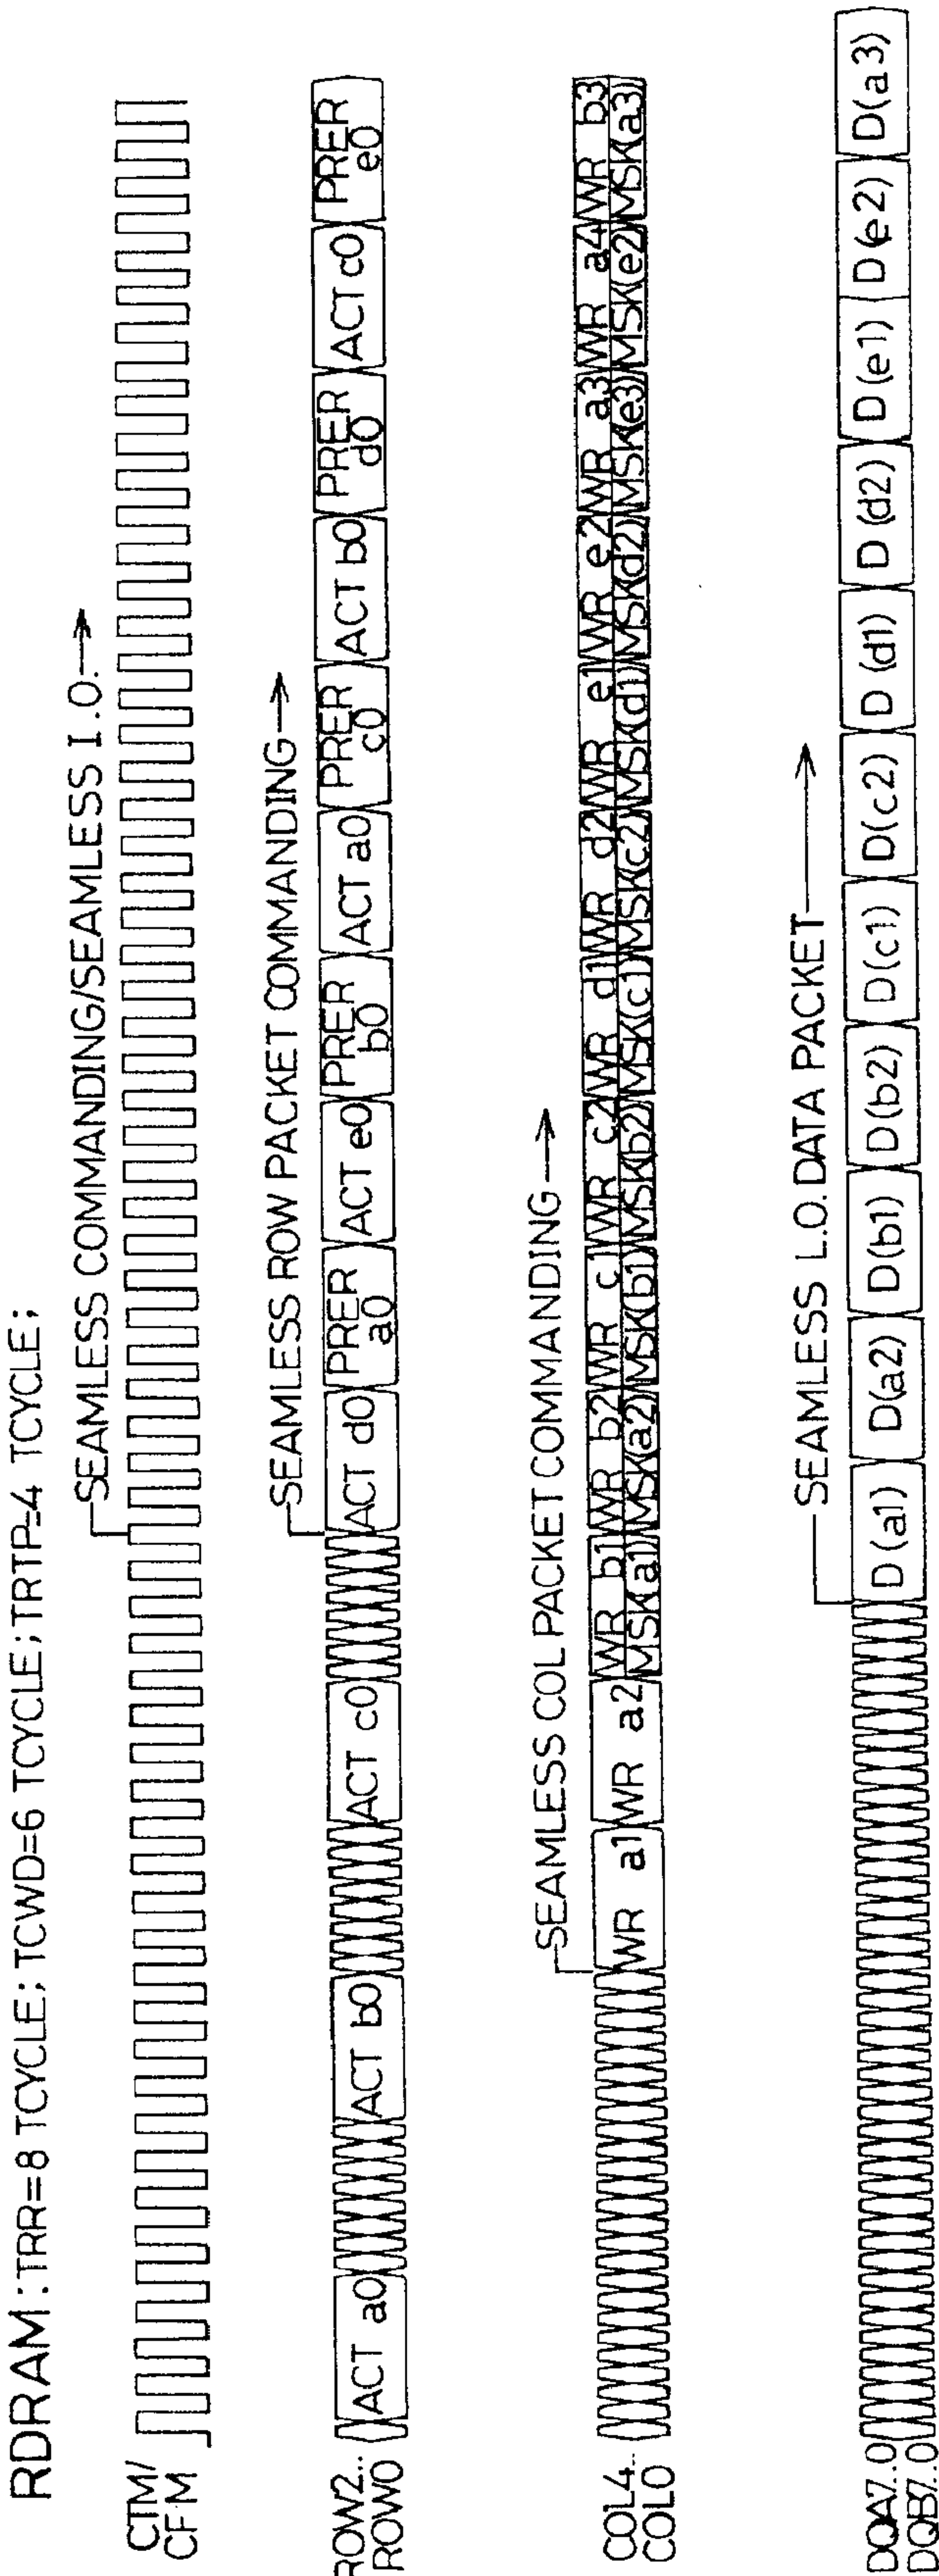 RDRAM: TRR=8 TCYCLE; TCWD=6 TCYCLE; TRTP=4 TCYCLE;
SEAMLESS COMMANDING/SEAMLESS I.O.
CTM/
CFM
SEAMLESS ROW PACKET COMMANDING
ROW2..
ROW0
ACT a0 ACT b0 ACT c0 ACT d0 PRER a0 ACT e0 PRER b0 ACT a0 PRER c0 ACT b0 PRER d0 ACT c0 PRER e0
SEAMLESS COL PACKET COMMANDING
COL4..
COL0
WR a1 WR a2 WR b1 WR b2 WR c1 WR c2 WR d1 WR d2 WR e1 WR e2 WR a3 WR a4 WR b3
MSK(a1) MSK(a2) MSK(b1) MSK(b2) MSK(c1) MSK(c2) MSK(d1) MSK(d2) MSK(e3) MSK(e2) MSK(a3)
SEAMLESS I.O. DATA PACKET
DQA7..0
DQB7..0
D(a1) D(a2) D(b1) D(b2) D(c1) D(c2) D(d1) D(d2) D(e1) D(e2) D(a3)